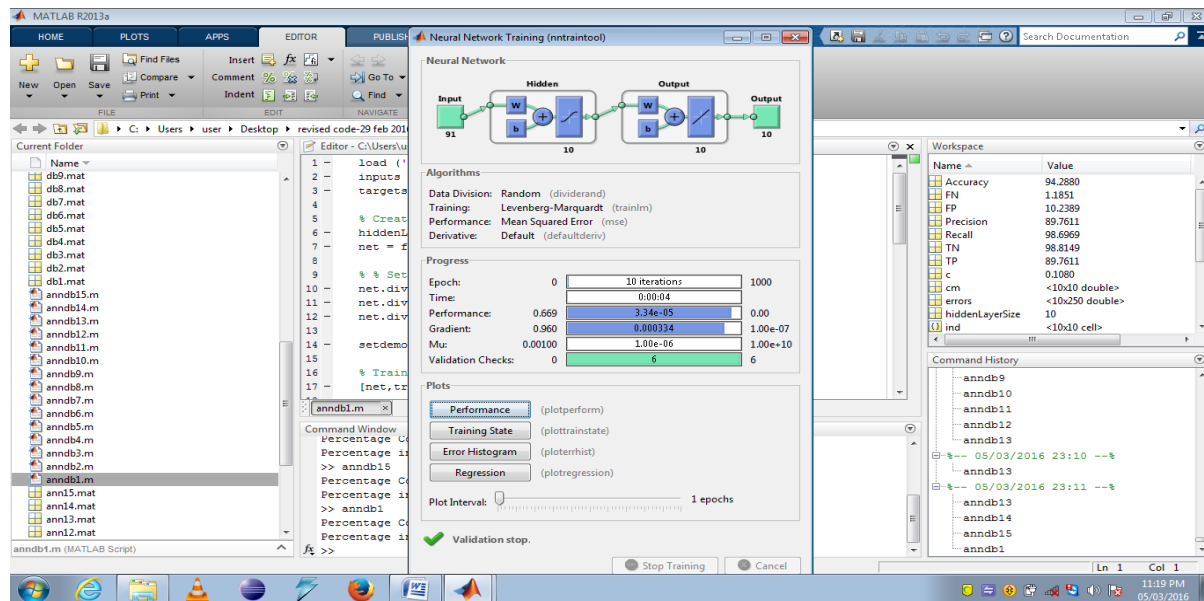 MATLAB R2013a
HOME PLOTS APPS EDITOR PUBLISH
Search Documentation
New Open Save
Find Files
Compare
Print
Insert fx
Comment
Indent
Go To
Find
FILE EDIT NAVIGATE
C: Users user Desktop revised code-29 feb 201
Current Folder
Name
db9.mat
db8.mat
db7.mat
db6.mat
db5.mat
db4.mat
db3.mat
db2.mat
db1.mat
anndb15.m
anndb14.m
anndb13.m
anndb12.m
anndb11.m
anndb10.m
anndb9.m
anndb8.m
anndb7.m
anndb6.m
anndb5.m
anndb4.m
anndb3.m
anndb2.m
anndb1.m
ann15.mat
ann14.mat
ann13.mat
ann12.mat
anndb1.m (MATLAB Script)
Editor - C:\Users\u
1 – load ('
2 – inputs
3 – targets
4
5 % Creat
6 – hiddenL
7 – net = f
8
9 % % Set
10 – net.div
11 – net.div
12 – net.div
13
14 – setdemo
15
16 % Train
17 – [net,tr
anndb1.m
Command Window
Percentage Co
Percentage in
>> anndb15
Percentage Co
Percentage in
>> anndb1
Percentage Co
Percentage in
fx >>
Neural Network Training (nntraintool)
Neural Network
Hidden Output
Input Output
W W
b b
91 10
10 10
Algorithms
Data Division: Random (dividerand)
Training: Levenberg-Marquardt (trainlm)
Performance: Mean Squared Error (mse)
Derivative: Default (defaultderiv)
Progress
Epoch: 0 10 iterations 1000
Time: 0:00:04
Performance: 0.669 3.34e-05 0.00
Gradient: 0.960 0.000334 1.00e-07
Mu: 0.00100 1.00e-06 1.00e+10
Validation Checks: 0 6 6
Plots
Performance (plotperform)
Training State (plottrainstate)
Error Histogram (ploterrhist)
Regression (plotregression)
Plot Interval: 1 epochs
Validation stop.
Stop Training Cancel
Workspace
Name Value
Accuracy 94.2880
FN 1.1851
FP 10.2389
Precision 89.7611
Recall 98.6969
TN 98.8149
TP 89.7611
c 0.1080
cm <10x10 double>
errors <10x250 double>
hiddenLayerSize 10
ind <10x10 cell>
Command History
anndb9
anndb10
anndb11
anndb12
anndb13
%-- 05/03/2016 23:10 --%
anndb13
%-- 05/03/2016 23:11 --%
anndb13
anndb14
anndb15
anndb1
Ln 1 Col 1
11:19 PM
05/03/2016